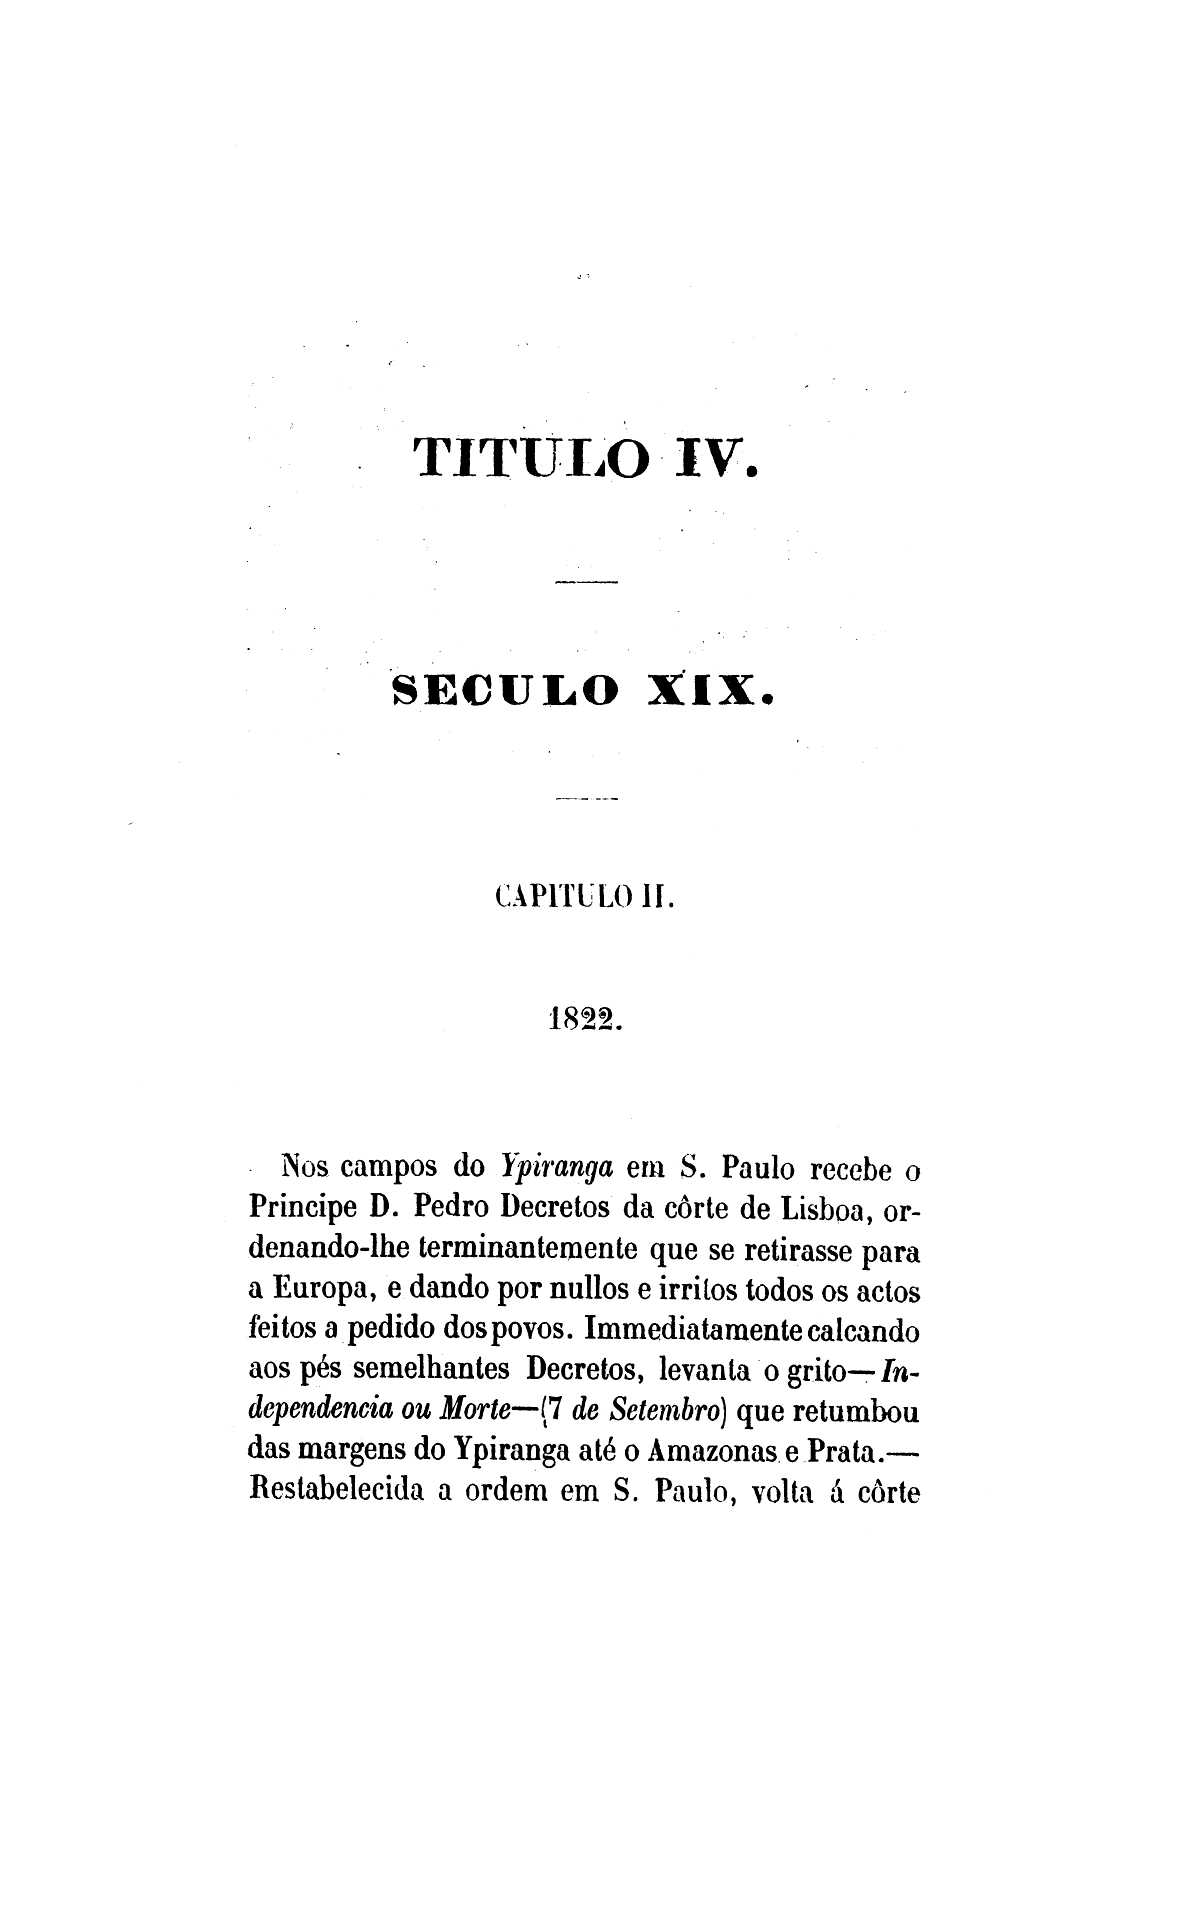 TITULO IV.
SECULO XIX.
CAPITULO II.
1822.
Nos campos do Ypiranga em S. Paulo recebe o
Principe D. Pedro Decretos da côrte de Lisboa, or-
denando-lhe terminantemente que se retirasse para
a Europa, e dando por nullos e irritos todos os actos
feitos a pedido dos povos. Immediatamente calcando
aos pés semelhantes Decretos, levanta o grito—In-
dependencia ou Morte—(7 de Setembro) que retumbou
das margens do Ypiranga até o Amazonas e Prata.—
Restabelecida a ordem em S. Paulo, volta á côrte